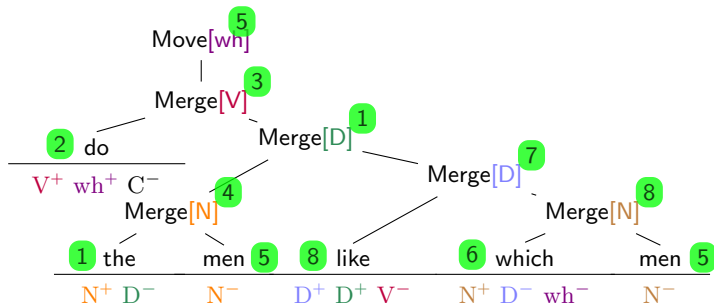 5
Move[wh]
3
Merge[V]
1
2 do Merge[D]
7
V⁺ wh⁺ C⁻ Merge[D]
4 8
Merge[N] Merge[N]
1 the men 5 8 like 6 which men 5
N⁺ D⁻ N⁻ D⁺ D⁺ V⁻ N⁺ D⁻ wh⁻ N⁻